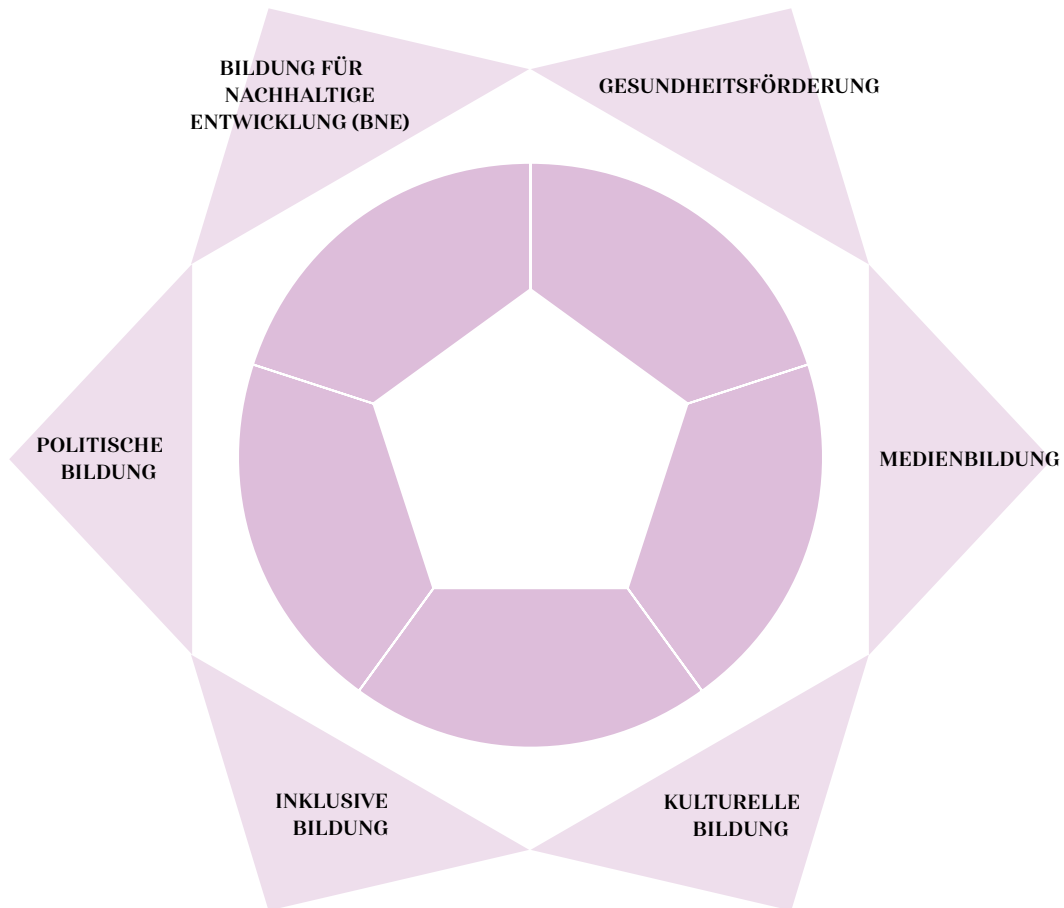 BILDUNG FÜR
NACHHALTIGE
ENTWICKLUNG (BNE)
GESUNDHEITSFÖRDERUNG
POLITISCHE
BILDUNG
MEDIENBILDUNG
INKLUSIVE
BILDUNG
KULTURELLE
BILDUNG